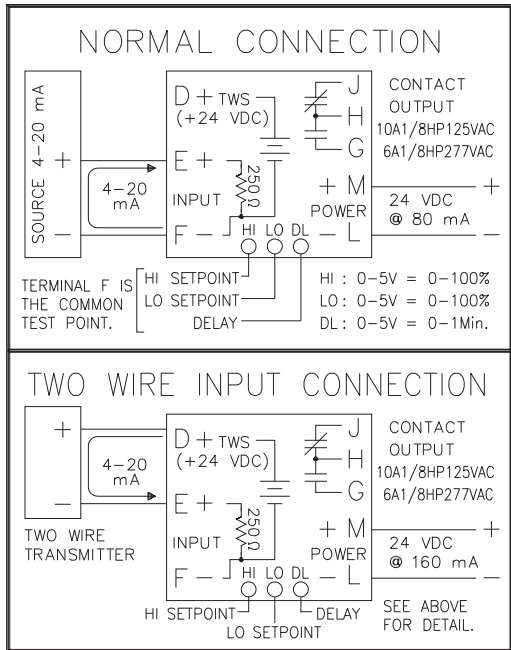 NORMAL CONNECTION
SOURCE 4-20 mA
+
-
4-20
mA
D + TWS
(+24 VDC)
E +
INPUT
250Ω
F -
HI LO DL
J
H
G
+ M
POWER
- L
CONTACT
OUTPUT
10A1/8HP125VAC
6A1/8HP277VAC
+
24 VDC
@ 80 mA
-
TERMINAL F IS
THE COMMON
TEST POINT.
HI SETPOINT
LO SETPOINT
DELAY
HI: 0-5V = 0-100%
LO: 0-5V = 0-100%
DL: 0-5V = 0-1Min.
TWO WIRE INPUT CONNECTION
+
-
4-20
mA
TWO WIRE
TRANSMITTER
D + TWS
(+24 VDC)
E +
INPUT
250Ω
F -
HI LO DL
J
H
G
+ M
POWER
- L
CONTACT
OUTPUT
10A1/8HP125VAC
6A1/8HP277VAC
+
24 VDC
@ 160 mA
-
HI SETPOINT
LO SETPOINT
DELAY
SEE ABOVE
FOR DETAIL.